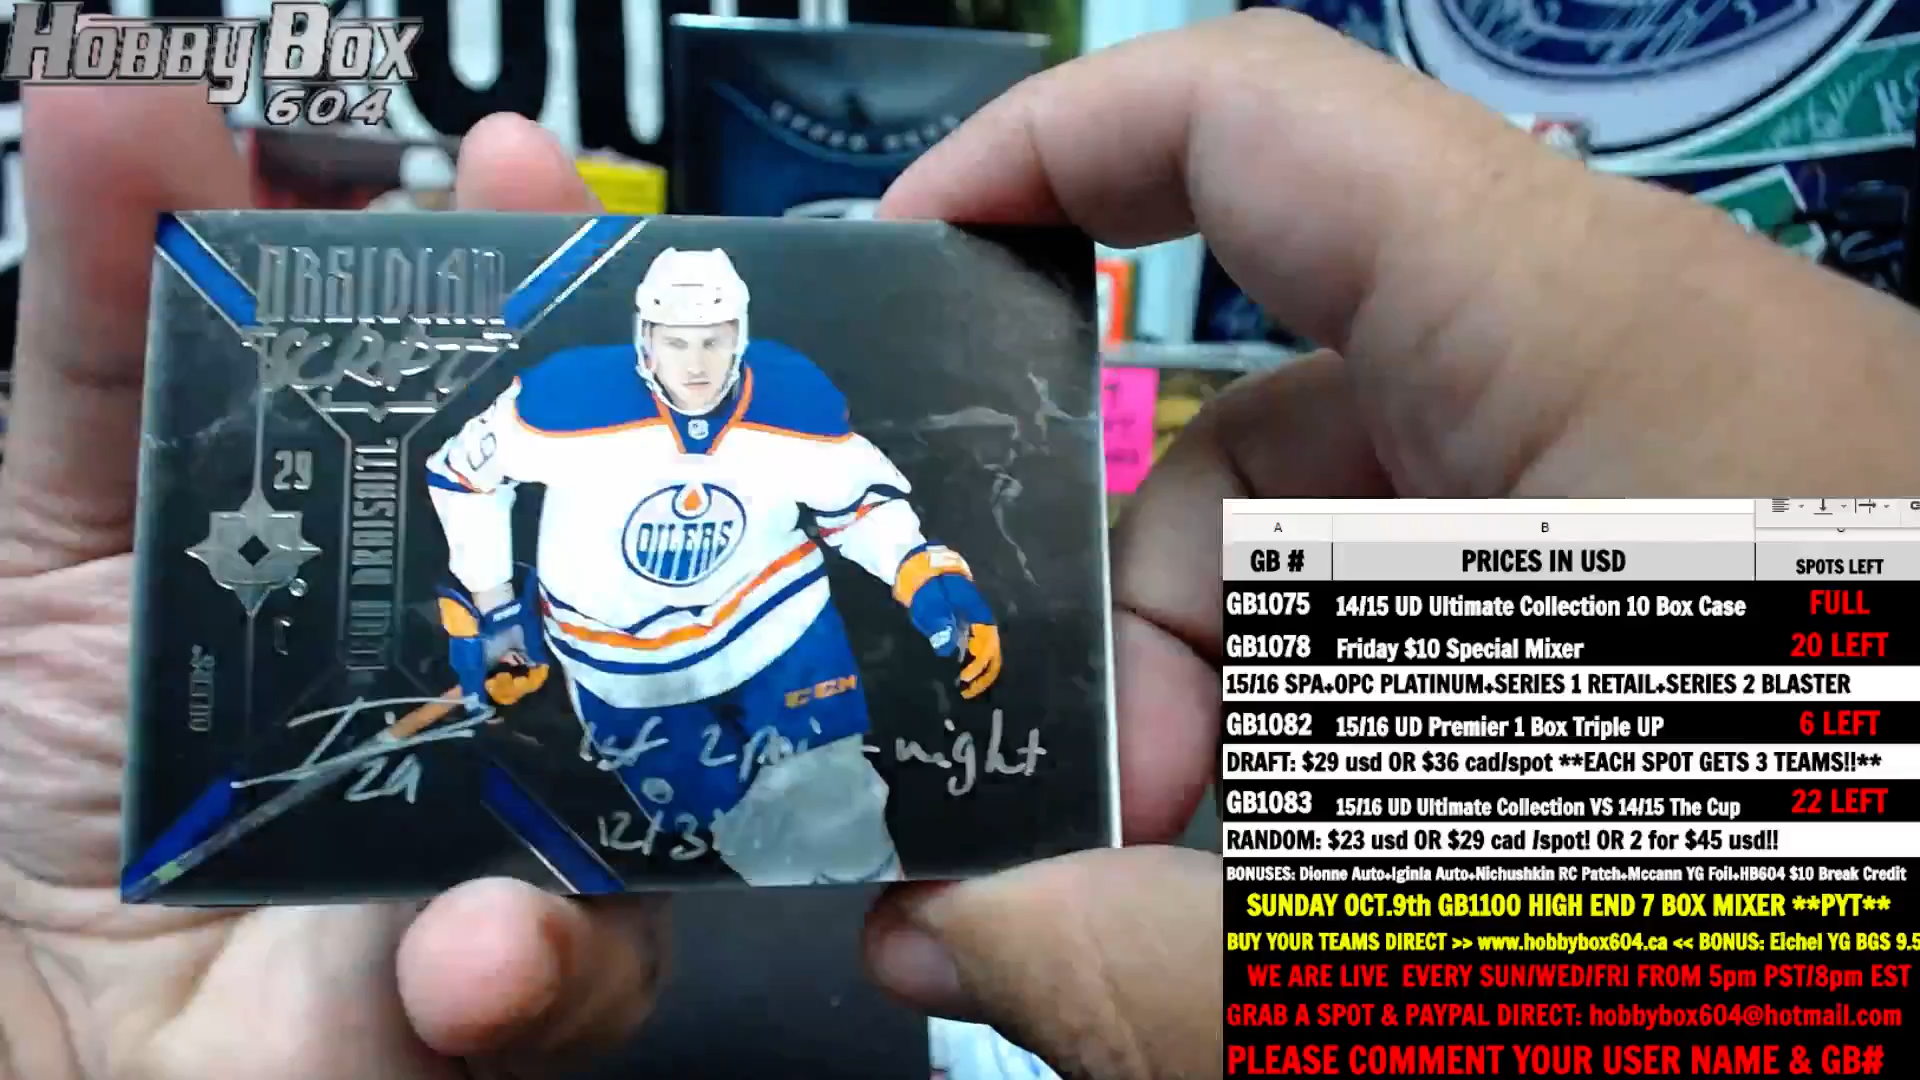 HOBBYBOX
604
OBSIDIAN
SCRIPT
29
LEON DRAISAITL
C
OILERS
OILERS
CCM
29
1st 2 point night
A
B
GB # PRICES IN USD SPOTS LEFT
GB1075 14/15 UD Ultimate Collection 10 Box Case FULL
GB1078 Friday $10 Special Mixer 20 LEFT
15/16 SPA+OPC PLATINUM+SERIES 1 RETAIL+SERIES 2 BLASTER
GB1082 15/16 UD Premier 1 Box Triple UP 6 LEFT
DRAFT: $29 usd OR $36 cad/spot **EACH SPOT GETS 3 TEAMS!!**
GB1083 15/16 UD Ultimate Collection VS 14/15 The Cup 22 LEFT
RANDOM: $23 usd OR $29 cad /spot! OR 2 for $45 usd!!
BONUSES: Dionne Auto+Iginla Auto+Nichushkin RC Patch+Mccann YG Foil+HB604 $10 Break Credit
SUNDAY OCT.9th GB1100 HIGH END 7 BOX MIXER **PYT**
BUY YOUR TEAMS DIRECT >> www.hobbybox604.ca << BONUS: Eichel YG BGS 9.5
WE ARE LIVE EVERY SUN/WED/FRI FROM 5pm PST/8pm EST
GRAB A SPOT & PAYPAL DIRECT: hobbybox604@hotmail.com
PLEASE COMMENT YOUR USER NAME & GB#